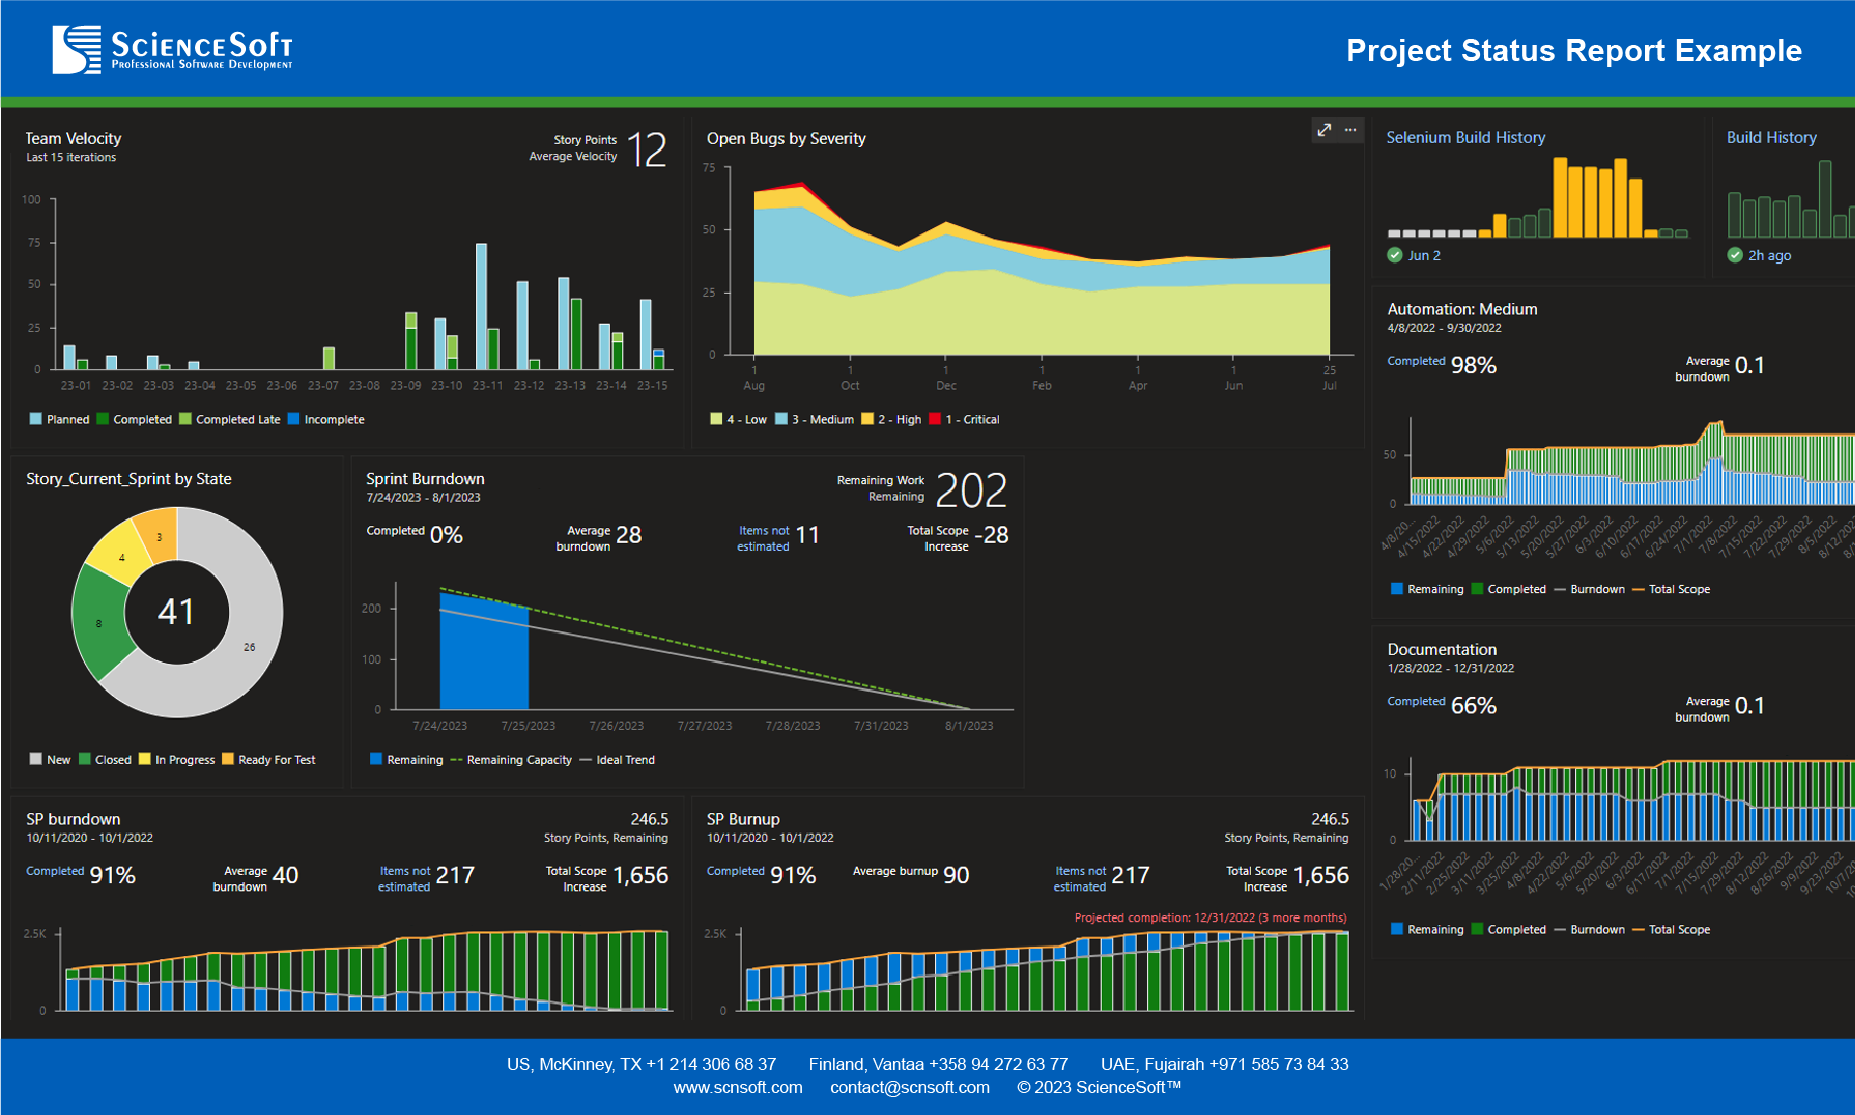 ScienceSoft
Professional Software Development
Project Status Report Example
Team Velocity
Last 15 iterations
Story Points
Average Velocity
12
100
75
50
25
0
23-01 23-02 23-03 23-04 23-05 23-06 23-07 23-08 23-09 23-10 23-11 23-12 23-13 23-14 23-15
Planned Completed Completed Late Incomplete
Open Bugs by Severity
75
50
25
0
1 1 1 1 1 1 25
Aug Oct Dec Feb Apr Jun Jul
4 - Low 3 - Medium 2 - High 1 - Critical
Selenium Build History
Jun 2
Build History
2h ago
Automation: Medium
4/8/2022 - 9/30/2022
Completed 98%
Average
burndown 0.1
50
0
4/8/20... 4/15/2022 4/22/2022 4/29/2022 5/6/2022 5/13/2022 5/20/2022 5/27/2022 6/3/2022 6/10/2022 6/17/2022 6/24/2022 7/1/2022 7/8/2022 7/15/2022 7/22/2022 7/29/2022 8/5/2022 8/12/2022
Remaining Completed Burndown Total Scope
Story_Current_Sprint by State
3
4
8
41
26
New Closed In Progress Ready For Test
Sprint Burndown
7/24/2023 - 8/1/2023
Remaining Work
Remaining
202
Completed 0%
Average
burndown 28
Items not
estimated 11
Total Scope
Increase -28
200
100
0
7/24/2023 7/25/2023 7/26/2023 7/27/2023 7/28/2023 7/31/2023 8/1/2023
Remaining Remaining Capacity Ideal Trend
Documentation
1/28/2022 - 12/31/2022
Completed 66%
Average
burndown 0.1
10
0
1/28/20... 2/11/2022 2/25/2022 3/11/2022 3/25/2022 4/8/2022 4/22/2022 5/6/2022 5/20/2022 6/3/2022 6/17/2022 7/1/2022 7/15/2022 7/29/2022 8/12/2022 8/26/2022 9/9/2022 9/23/2022
Remaining Completed Burndown Total Scope
SP burndown
10/11/2020 - 10/1/2022
246.5
Story Points, Remaining
Completed 91%
Average
burndown 40
Items not
estimated 217
Total Scope
Increase 1,656
2.5K
0
SP Burnup
10/11/2020 - 10/1/2022
246.5
Story Points, Remaining
Completed 91%
Average burnup 90
Items not
estimated 217
Total Scope
Increase 1,656
Projected completion: 12/31/2022 (3 more months)
2.5K
0
US, McKinney, TX +1 214 306 68 37 Finland, Vantaa +358 94 272 63 77 UAE, Fujairah +971 585 73 84 33
www.scnsoft.com contact@scnsoft.com © 2023 ScienceSoft™